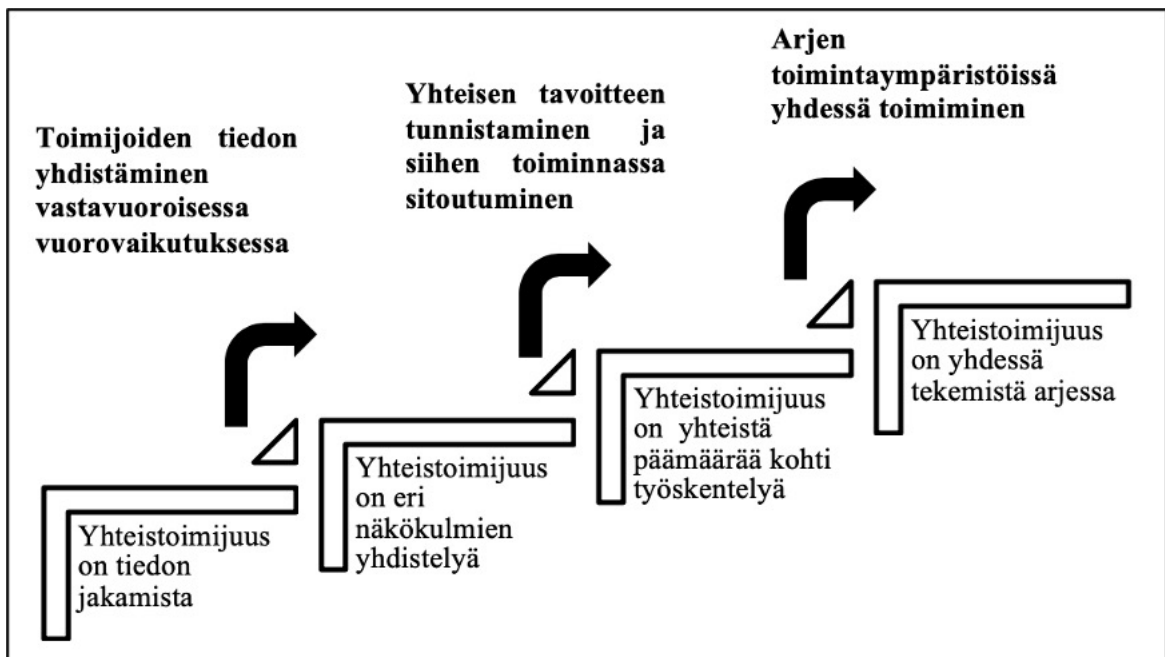 Toimijoiden tiedon
yhdistäminen
vastavuoroisessa
vuorovaikutuksessa
Yhteisen tavoitteen
tunnistaminen ja
siihen toiminnassa
sitoutuminen
Arjen
toimintaympäristöissä
yhdessä toimiminen
Yhteistoimijuus
on tiedon
jakamista
Yhteistoimijuus
on eri
näkökulmien
yhdistelyä
Yhteistoimijuus
on yhteistä
päämäärää kohti
työskentelyä
Yhteistoimijuus
on yhdessä
tekemistä arjessa